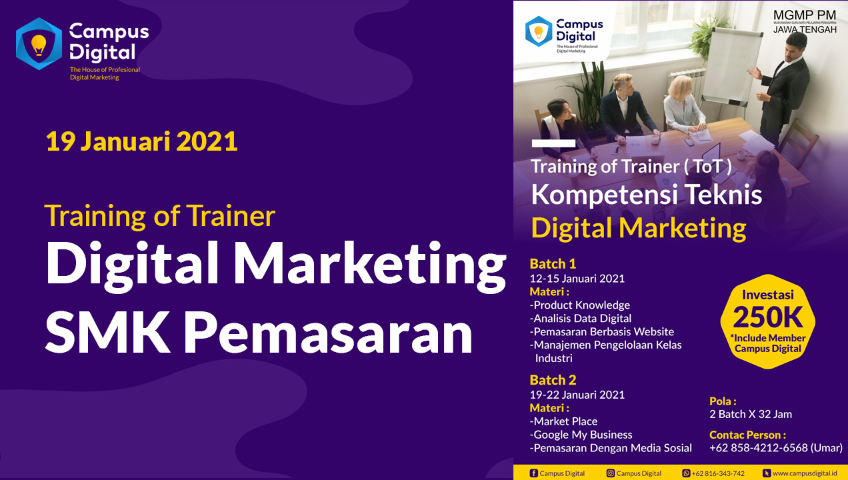 Campus
Digital
The House of Profesional
Digital Marketing
19 Januari 2021
Training of Trainer
Digital Marketing
SMK Pemasaran
Campus
Digital
The House of Profesional
Digital Marketing
MGMP PM
JAWA TENGAH
Training of Trainer ( ToT )
Kompetensi Teknis
Digital Marketing
Batch 1
12-15 Januari 2021
Materi :
-Product Knowledge
-Analisis Data Digital
-Pemasaran Berbasis Website
-Manajemen Pengelolaan Kelas
Industri
Investasi
250K
*Include Member
Campus Digital
Batch 2
19-22 Januari 2021
Materi :
-Market Place
-Google My Business
-Pemasaran Dengan Media Sosial
Pola :
2 Batch X 32 Jam
Contac Person :
+62 858-4212-6568 (Umar)
Campus Digital
Campus Digital
+62 816-343-742
www.campusdigital.id